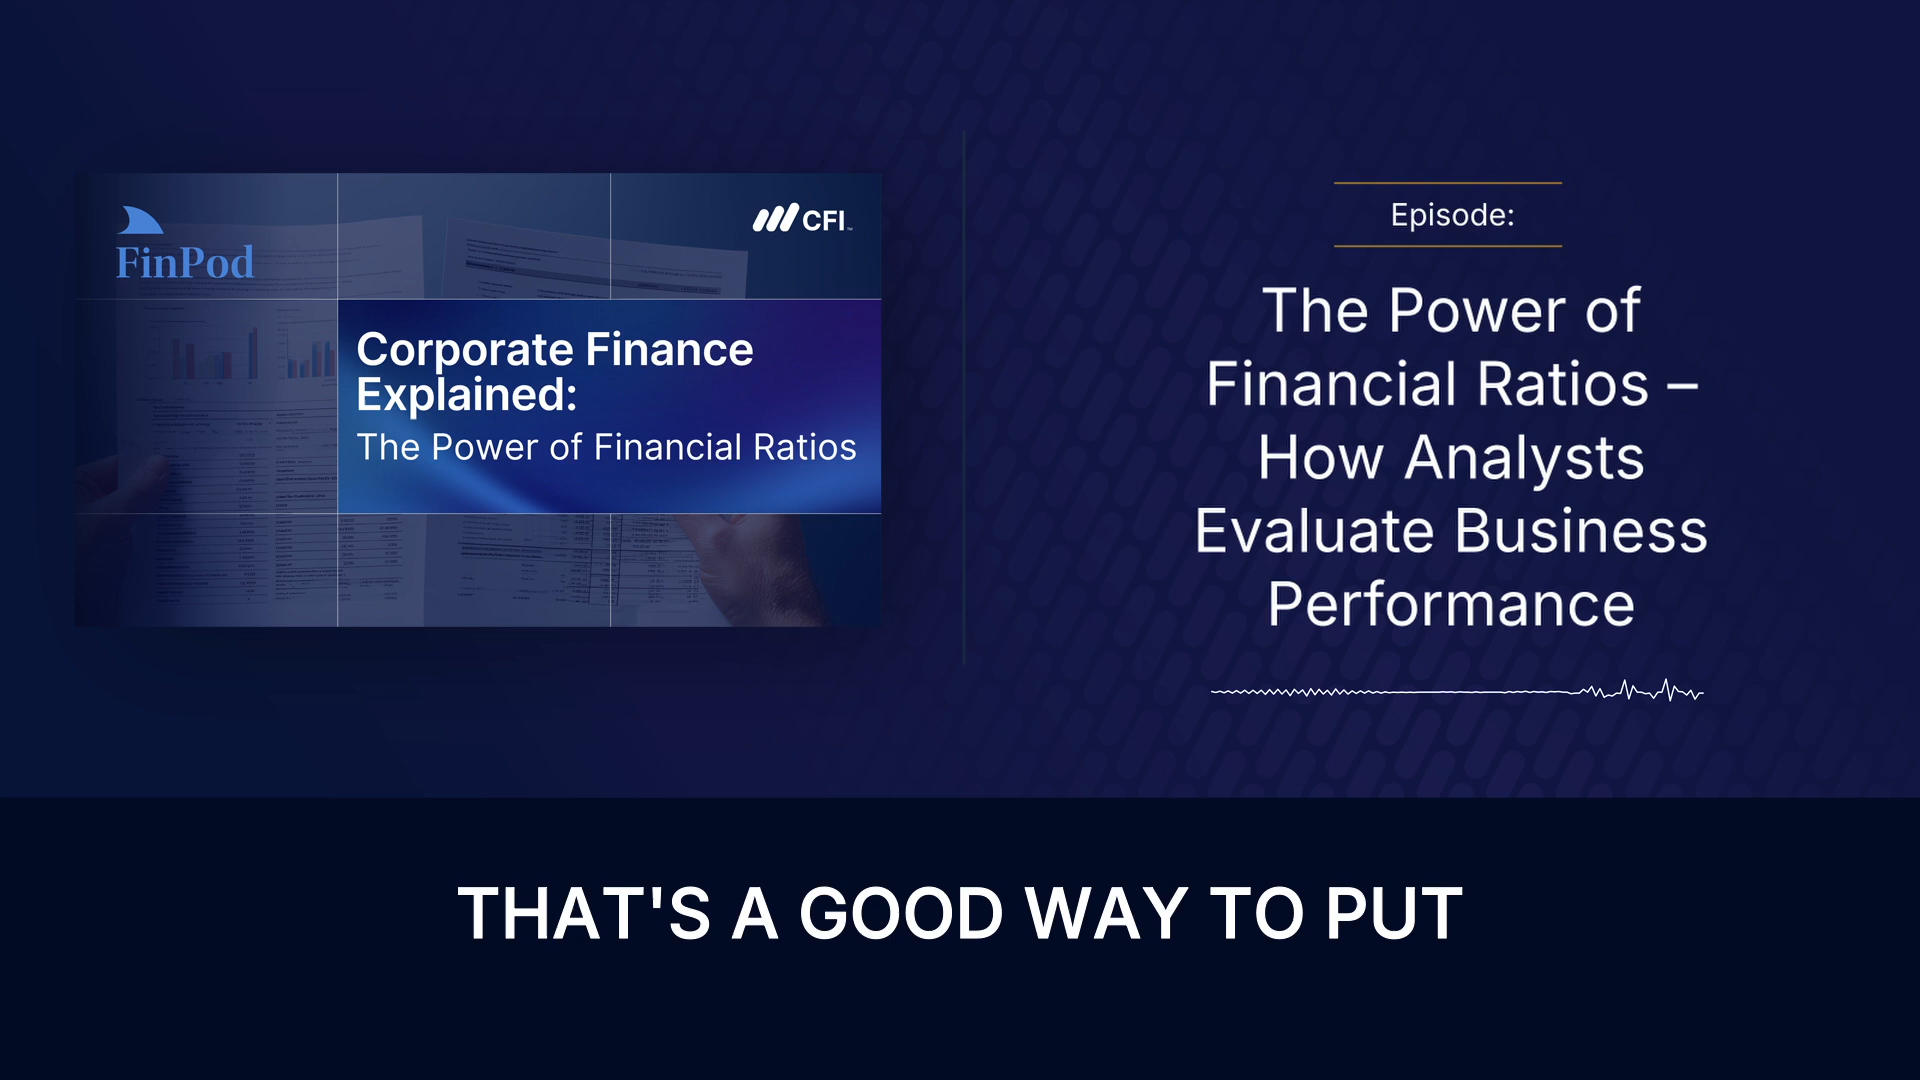 FinPod
CFI™
Corporate Finance
Explained:
The Power of Financial Ratios
Episode:
The Power of
Financial Ratios –
How Analysts
Evaluate Business
Performance
THAT'S A GOOD WAY TO PUT